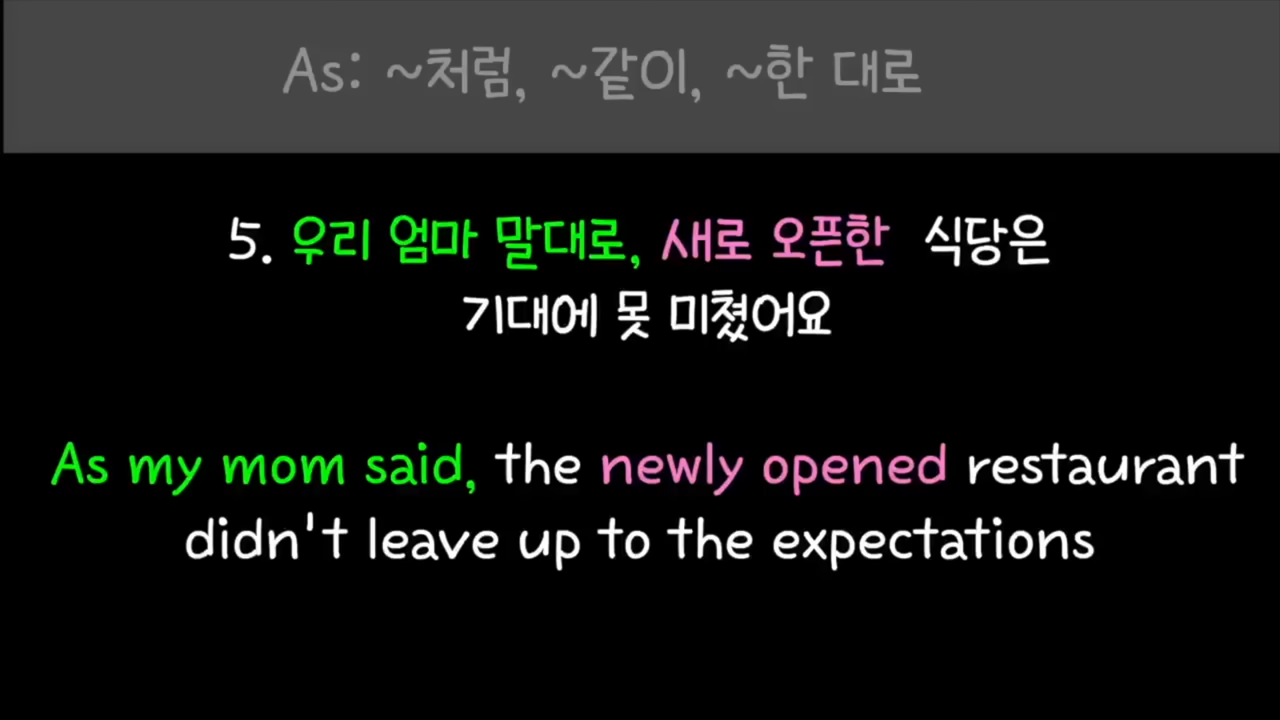 As: ~처럼, ~같이, ~한 대로
5. 우리 엄마 말대로, 새로 오픈한 식당은
기대에 못 미쳤어요
As my mom said, the newly opened restaurant
didn't leave up to the expectations